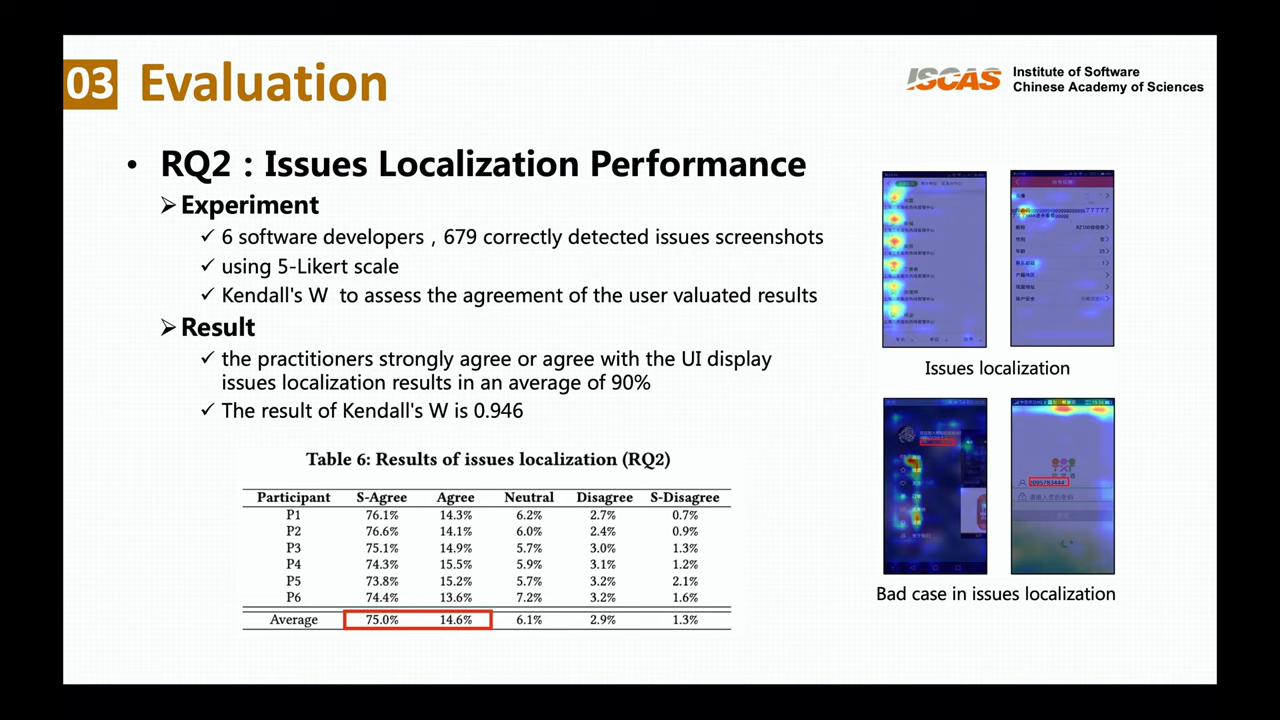 03 Evaluation
ISCAS
Institute of Software
Chinese Academy of Sciences
• RQ2：Issues Localization Performance
➢Experiment
✓ 6 software developers，679 correctly detected issues screenshots
✓ using 5-Likert scale
✓ Kendall's W to assess the agreement of the user valuated results
➢Result
✓ the practitioners strongly agree or agree with the UI display
issues localization results in an average of 90%
✓ The result of Kendall's W is 0.946
Table 6: Results of issues localization (RQ2)
Participant S-Agree Agree Neutral Disagree S-Disagree
P1 76.1% 14.3% 6.2% 2.7% 0.7%
P2 76.6% 14.1% 6.0% 2.4% 0.9%
P3 75.1% 14.9% 5.7% 3.0% 1.3%
P4 74.3% 15.5% 5.9% 3.1% 1.2%
P5 73.8% 15.2% 5.7% 3.2% 2.1%
P6 74.4% 13.6% 7.2% 3.2% 1.6%
Average 75.0% 14.6% 6.1% 2.9% 1.3%
Issues localization
Bad case in issues localization